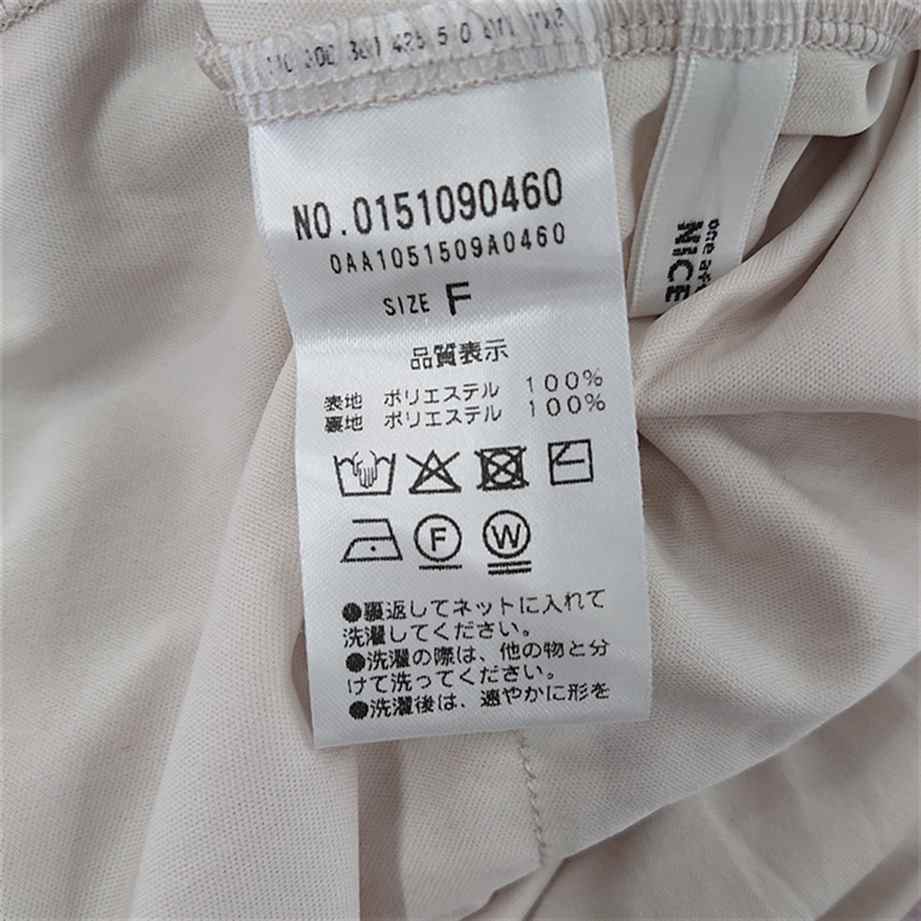 NO.0151090460
0AA1051509A0460
SIZE F
品質表示
表地 ポリエステル 100%
裏地 ポリエステル 100%
F W
●裏返してネットに入れて
洗濯してください。
●洗濯の際は、他の物と分
けて洗ってください。
●洗濯後は、速やかに形を
one
NICE